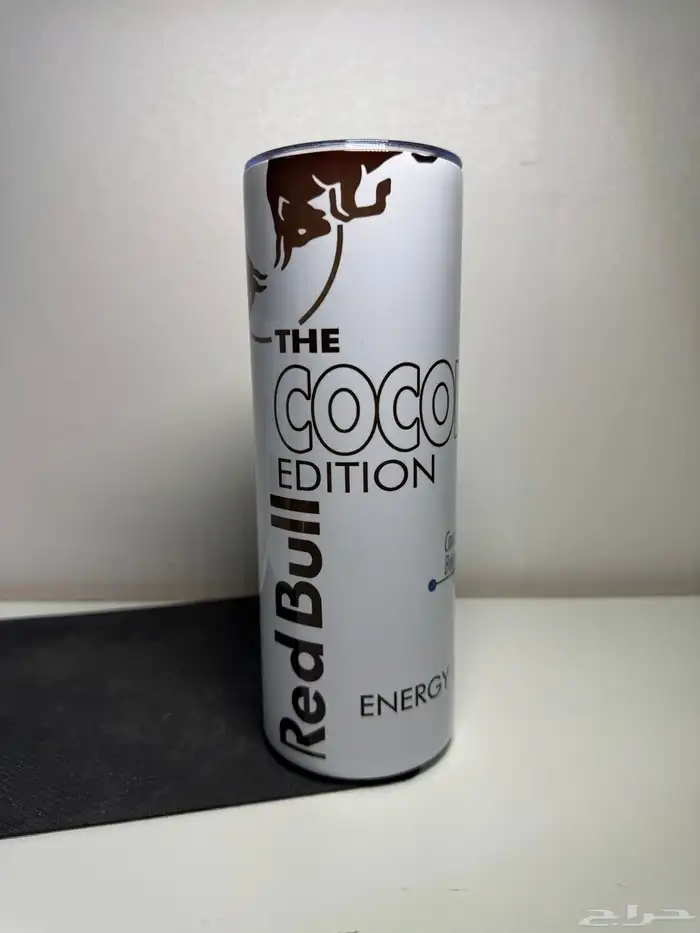 THE
COCO
EDITION
Red Bull
ENERGY
حراج